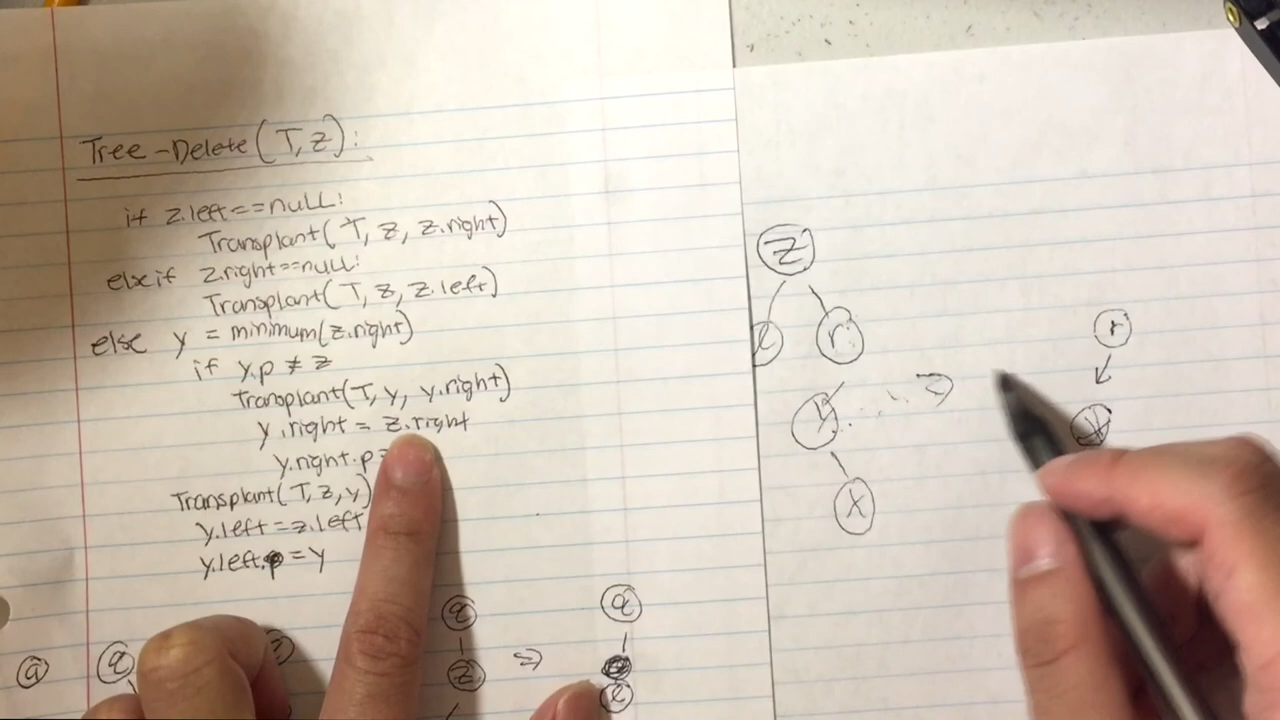 Tree-Delete(T,Z):
if z.left==null:
Transplant(T, Z, Z.right)
elseif z.right==null:
Transplant(T, Z, Z.left)
else y = minimum(z.right)
if y.p ≠ z
Transplant(T, y, y.right)
y.right = z.right
y.right.p=
Transplant(T, Z, y)
y.left = z.left
y.left.p = y
Z
l r
y ⇒
x
r
x
q q
a q z ⇒
l